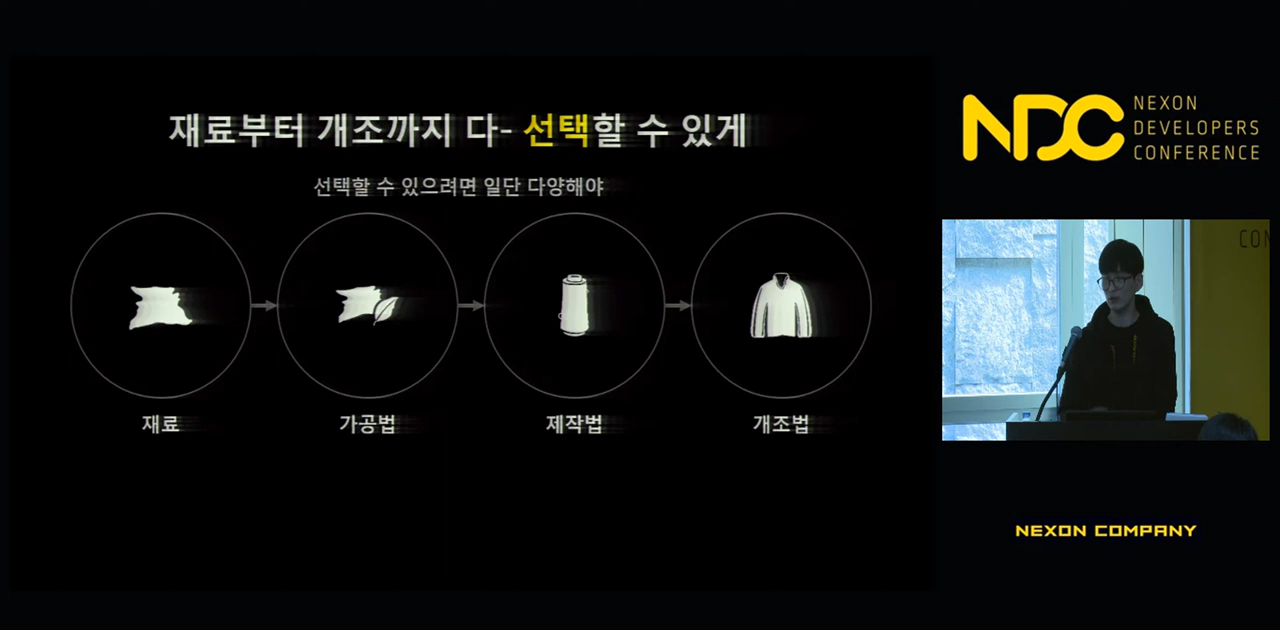 재료부터 개조까지 다- 선택할 수 있게
선택할 수 있으려면 일단 다양해야
재료
가공법
제작법
개조법
NDC
NEXON
DEVELOPERS
CONFERENCE
CON
NEXON COMPANY